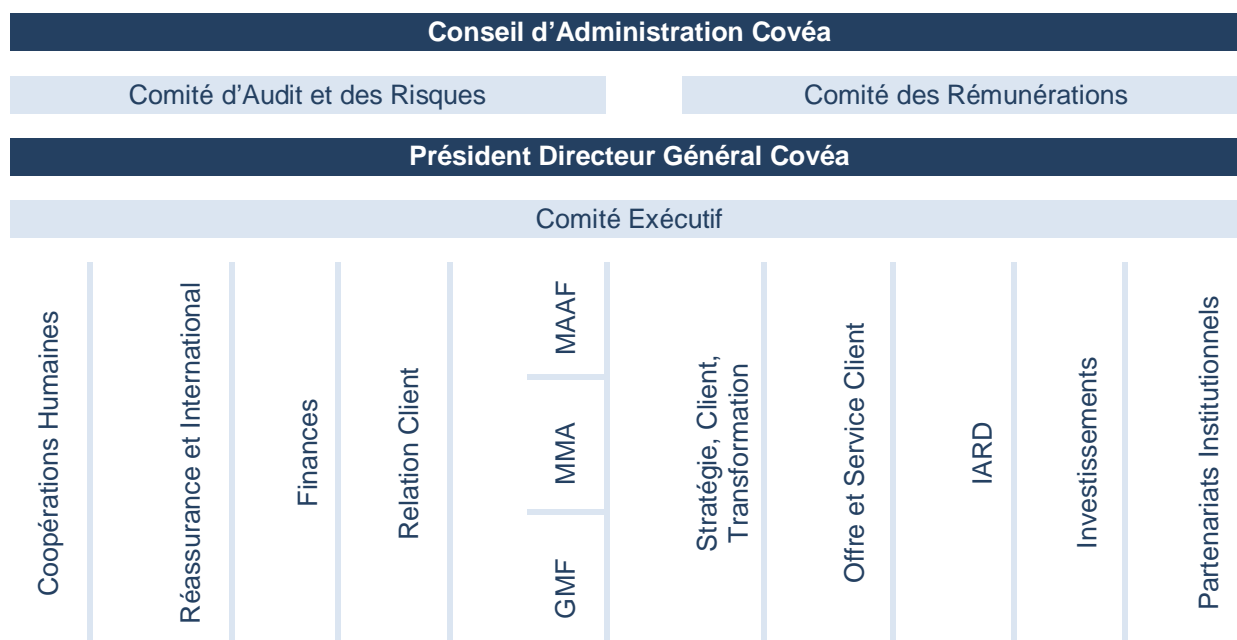 Conseil d’Administration Covéa
Comité d’Audit et des Risques
Comité des Rémunérations
Président Directeur Général Covéa
Comité Exécutif
Coopérations Humaines
Réassurance et International
Finances
Relation Client
MAAF
MMA
GMF
Stratégie, Client,
Transformation
Offre et Service Client
IARD
Investissements
Partenariats Institutionnels